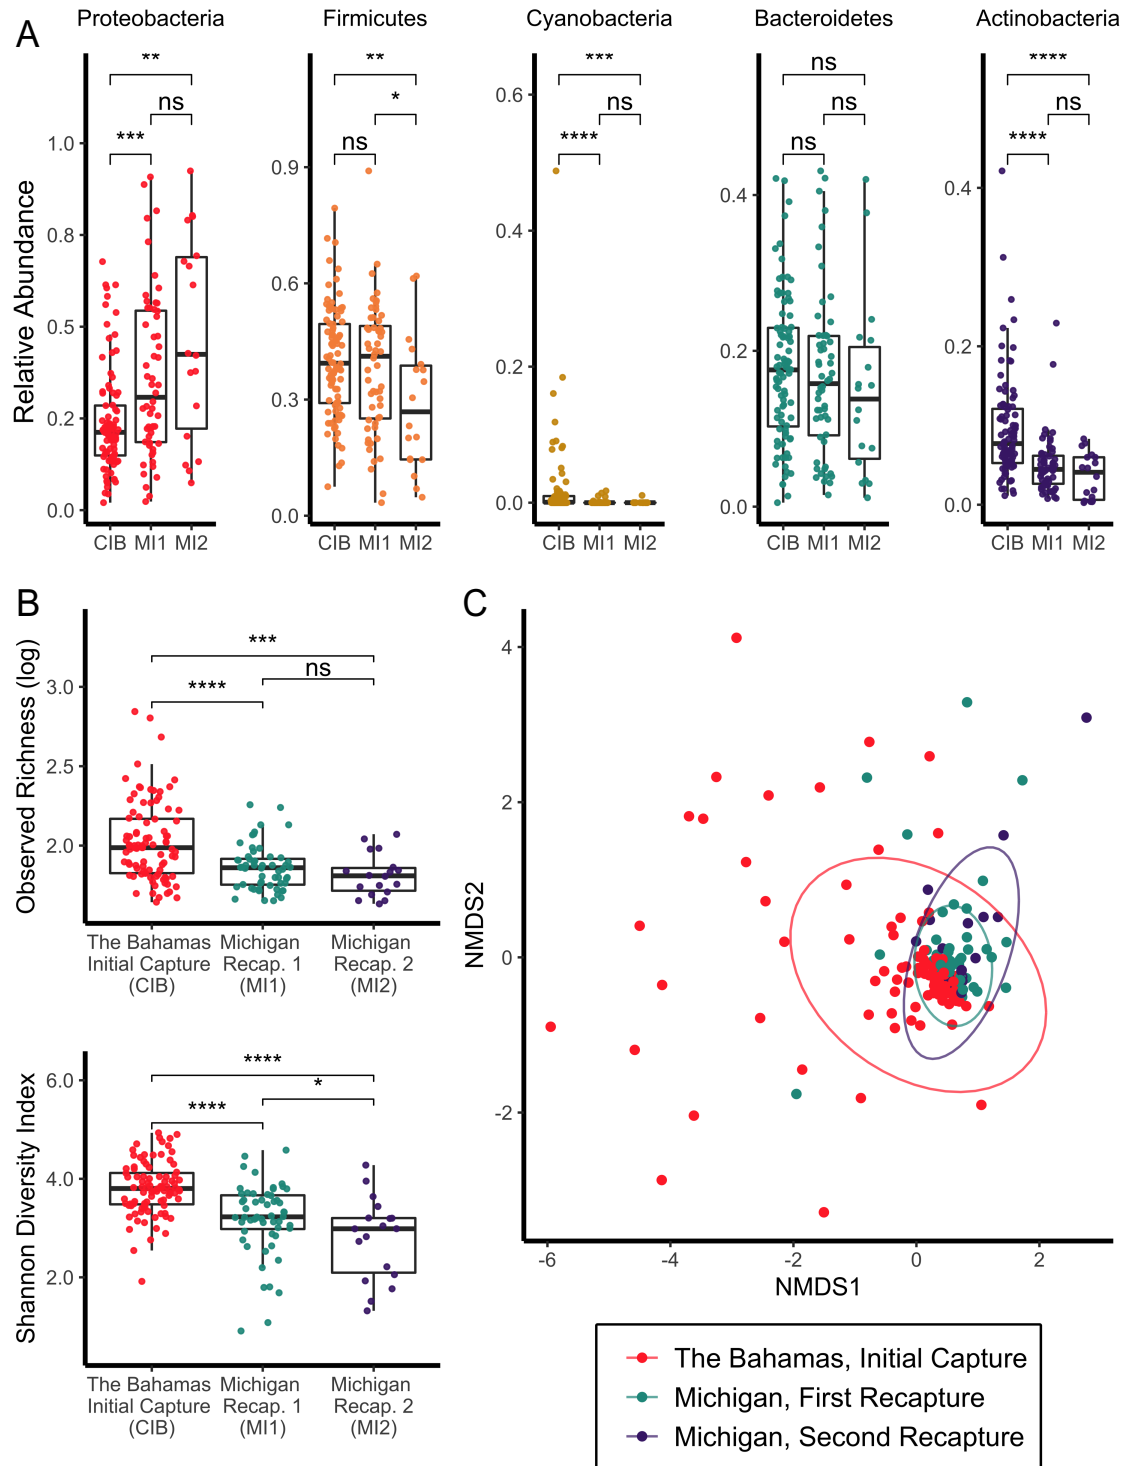 A
Proteobacteria
Firmicutes
Cyanobacteria
Bacteroidetes
Actinobacteria
Relative Abundance
**
ns
***
1.0
0.8
0.5
0.2
0.0
CIB MI1 MI2
**
*
ns
0.9
0.6
0.3
0.0
CIB MI1 MI2
***
ns
****
0.6
0.4
0.2
0.0
CIB MI1 MI2
ns
ns
ns
0.4
0.2
0.0
CIB MI1 MI2
****
ns
****
0.4
0.2
0.0
CIB MI1 MI2
B
Observed Richness (log)
***
ns
****
3.0
2.5
2.0
The Bahamas
Initial Capture
(CIB)
Michigan
Recap. 1
(MI1)
Michigan
Recap. 2
(MI2)
Shannon Diversity Index
****
*
****
6.0
4.0
2.0
The Bahamas
Initial Capture
(CIB)
Michigan
Recap. 1
(MI1)
Michigan
Recap. 2
(MI2)
C
NMDS2
4
2
0
-2
-6
-4
-2
0
2
NMDS1
The Bahamas, Initial Capture
Michigan, First Recapture
Michigan, Second Recapture